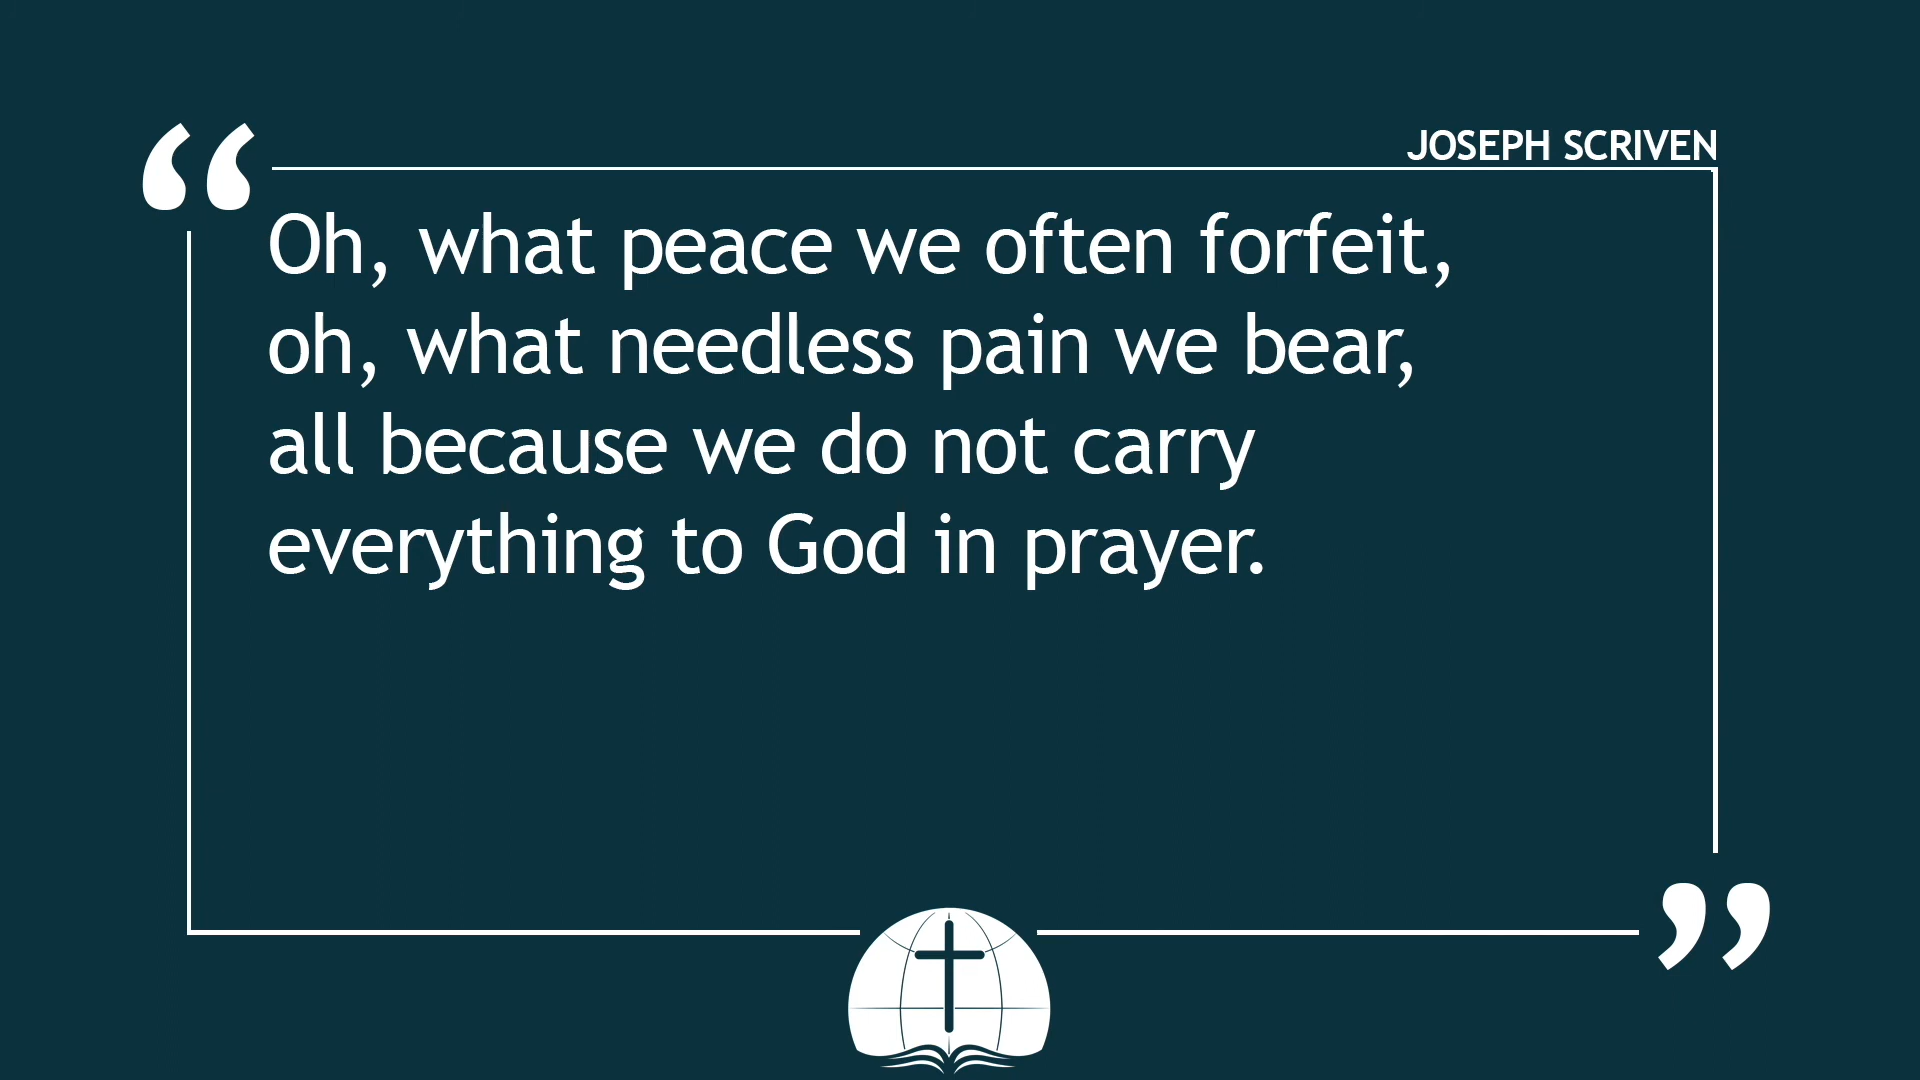 JOSEPH SCRIVEN
“Oh, what peace we often forfeit,
oh, what needless pain we bear,
all because we do not carry
everything to God in prayer.”